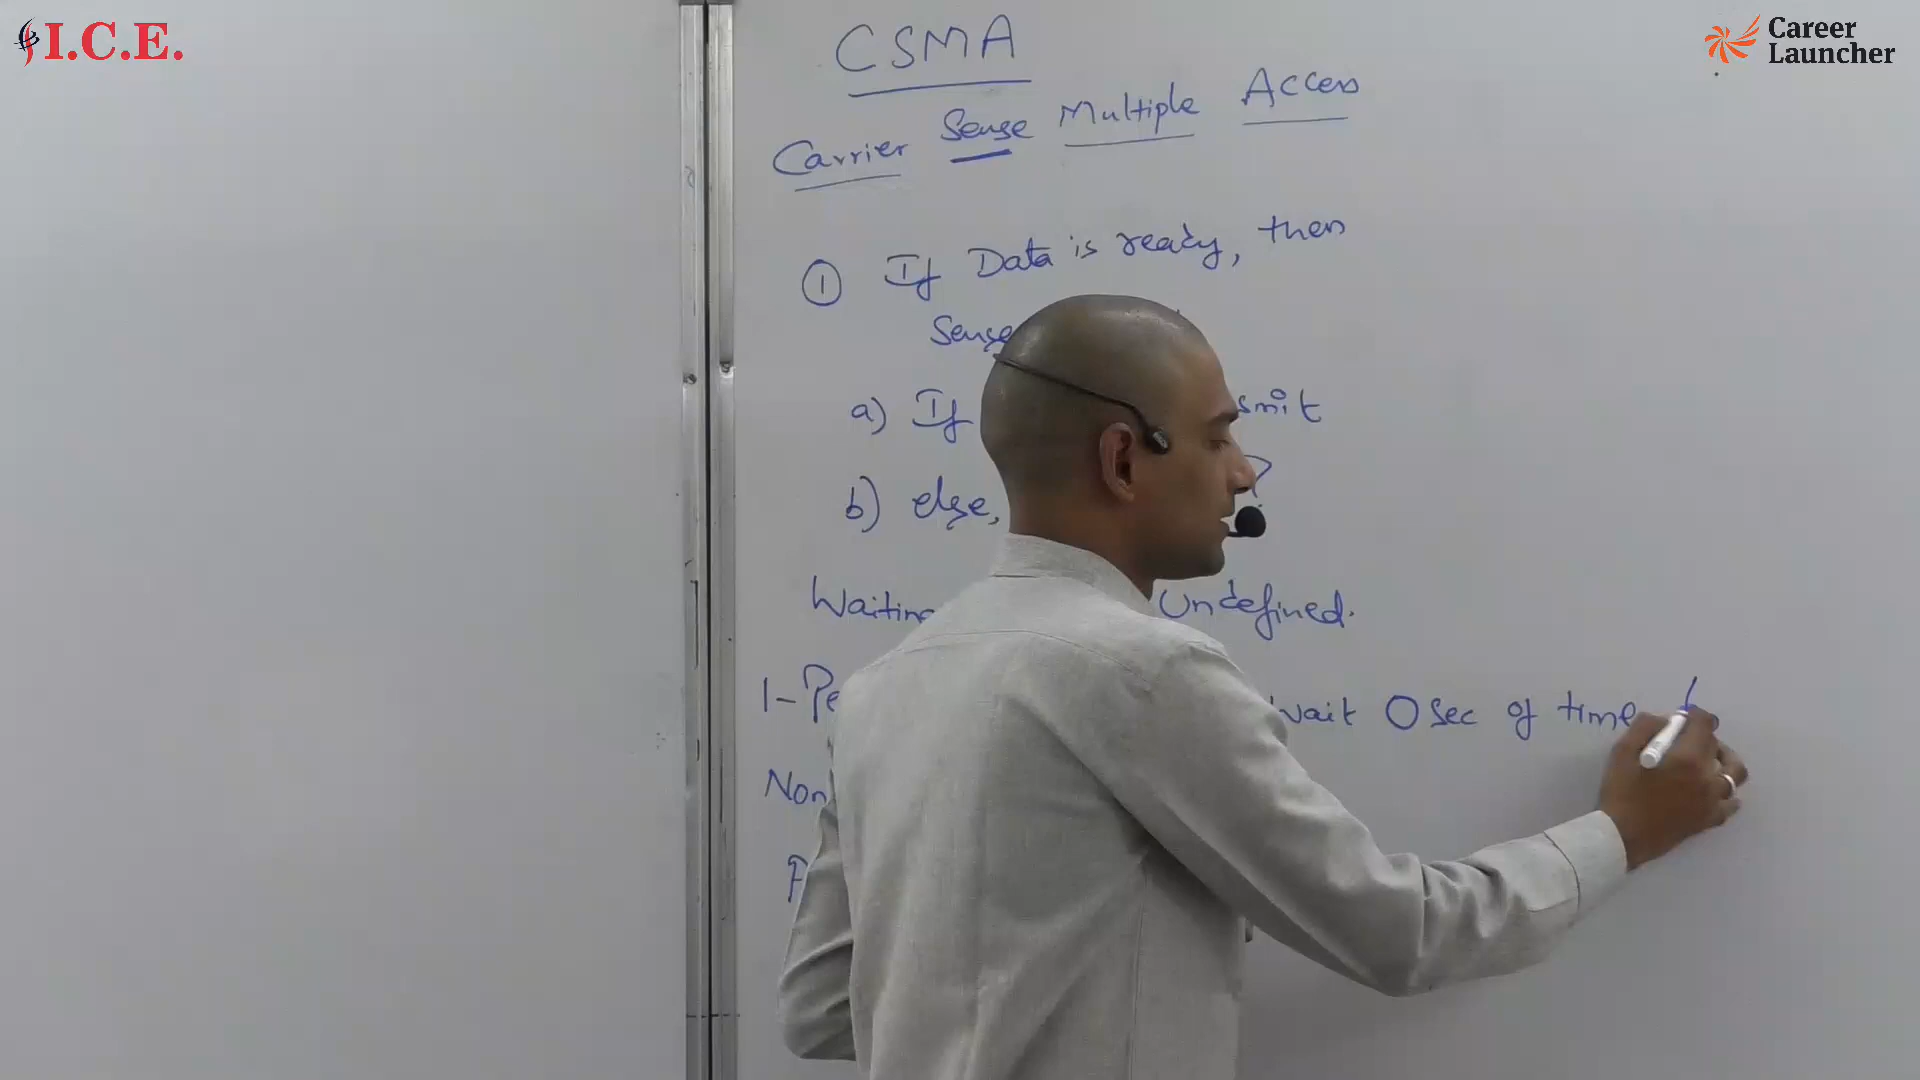 I.C.E.
Career
Launcher
CSMA
Carrier Sense Multiple Access
① If Data is ready, then
Sense
a) If smit
b) else, ?
Waiting Undefined.
1-Pe wait 0 sec of time
Non
P